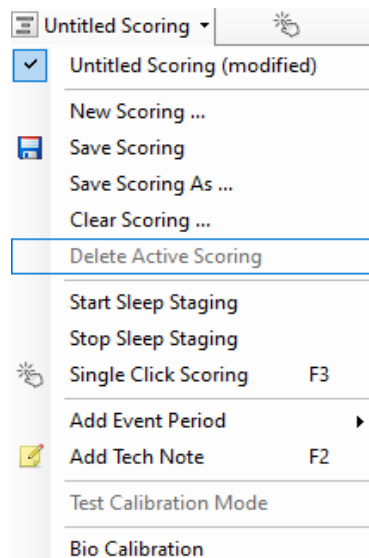 Untitled Scoring
Untitled Scoring (modified)
New Scoring ...
Save Scoring
Save Scoring As ...
Clear Scoring ...
Delete Active Scoring
Start Sleep Staging
Stop Sleep Staging
Single Click Scoring F3
Add Event Period
Add Tech Note F2
Test Calibration Mode
Bio Calibration